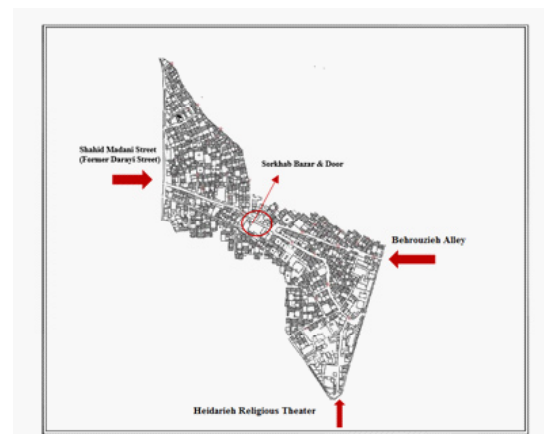 Shahid Madani Street
(Former Darayi Street)
Sorkhab Bazar & Door
Behrouzieh Alley
Heidarieh Religious Theater